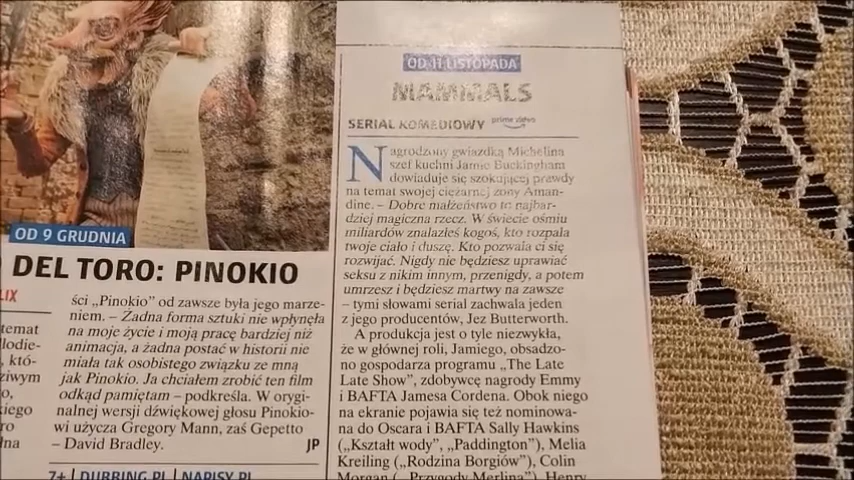 OD 9 GRUDNIA
DEL TORO: PINOKIO
LIX
temat
lodie-
, któ-
ziwym
o,
kiego
ro-
lna
ści „Pinokio” od zawsze była jego marze-
niem. – Żadna forma sztuki nie wpłynęła
na moje życie i moją pracę bardziej niż
animacja, a żadna postać w historii nie
miała tak osobistego związku ze mną
jak Pinokio. Ja chciałem zrobić ten film
odkąd pamiętam – podkreśla. W oryg-
inalnej wersji dźwiękowej głosu Pinokio-
wi użycza Gregory Mann, zaś Gepetto
– David Bradley.
JP
7+ | DUBBING PL | NAPISY PL
OD 11 LISTOPADA
MAMMALS
SERIAL KOMEDIOWY prime video
Nagrodzony gwiazdką Michelina
szef kuchni Jamie Buckingham
dowiaduje się szokującej prawdy
na temat swojej ciężarnej żony Aman-
dine. – Dobre małżeństwo to najbar-
dziej magiczna rzecz. W świecie ośmiu
miliardów znalazłeś kogoś, kto rozpala
twoje ciało i duszę. Kto pozwala ci się
rozwijać. Nigdy nie będziesz uprawiać
seksu z nikim innym, przenigdy, a potem
umrzesz i będziesz martwy na zawsze
– tymi słowami serial zachwala jeden
z jego producentów, Jez Butterworth.
A produkcja jest o tyle niezwykła,
że w głównej roli, Jamiego, obsadzo-
no gospodarza programu „The Late
Late Show”, zdobywcę nagrody Emmy
i BAFTA Jamesa Cordena. Obok niego
na ekranie pojawia się też nominowa-
na do Oscara i BAFTA Sally Hawkins
(„Kształt wody”, „Paddington”), Melia
Kreiling („Rodzina Borgiów”), Colin
Morgan („Przygody Merlina”), Henry